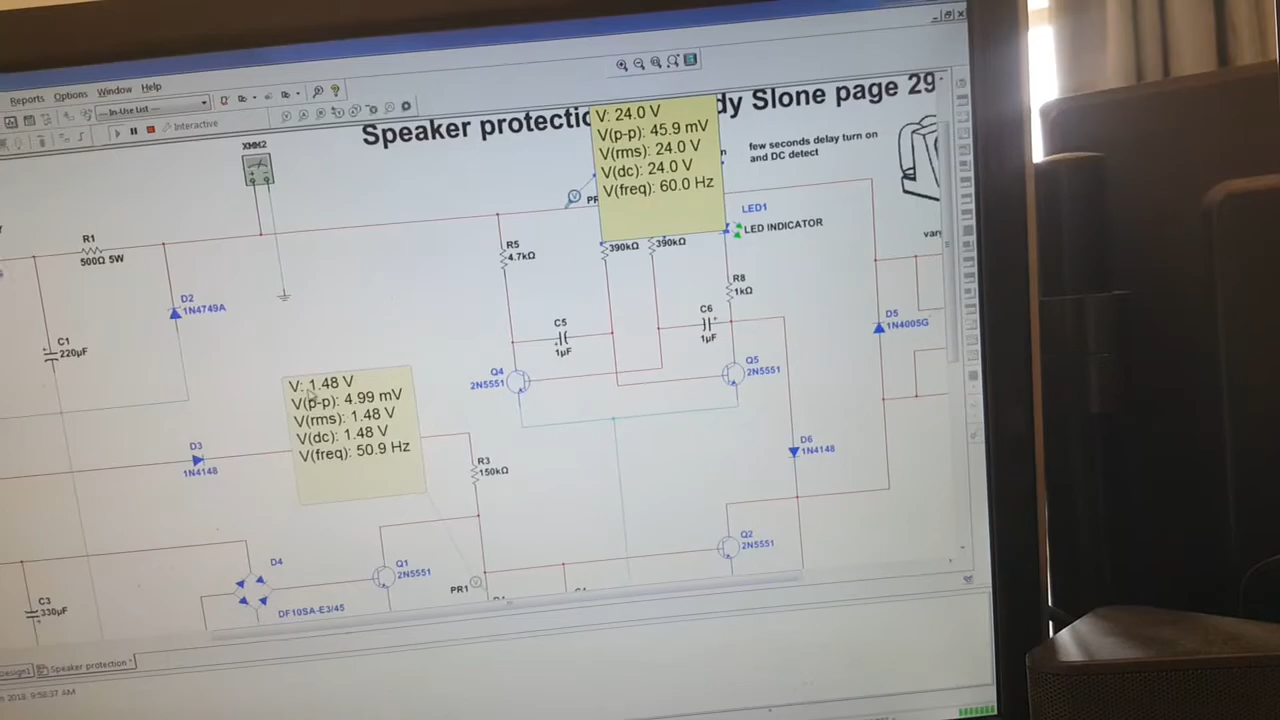 Reports Options Window Help
--- In-Use List ---
Interactive
XMM2
Speaker protectio
dy Slone page 29
few seconds delay turn on
and DC detect
V: 24.0 V
V(p-p): 45.9 mV
V(rms): 24.0 V
V(dc): 24.0 V
V(freq): 60.0 Hz
R1
500Ω 5W
R5
4.7kΩ
390kΩ
390kΩ
LED1
LED INDICATOR
R8
1kΩ
D2
1N4749A
C1
220µF
C5
1µF
C6
1µF
D5
1N4005G
Q4
2N5551
Q5
2N5551
V: 1.48 V
V(p-p): 4.99 mV
V(rms): 1.48 V
V(dc): 1.48 V
V(freq): 50.9 Hz
D3
1N4148
R3
150kΩ
D6
1N4148
Q2
2N5551
D4
DF10SA-E3/45
Q1
2N5551
PR1
C3
330µF
Speaker protection *
2018, 9:58:37 AM